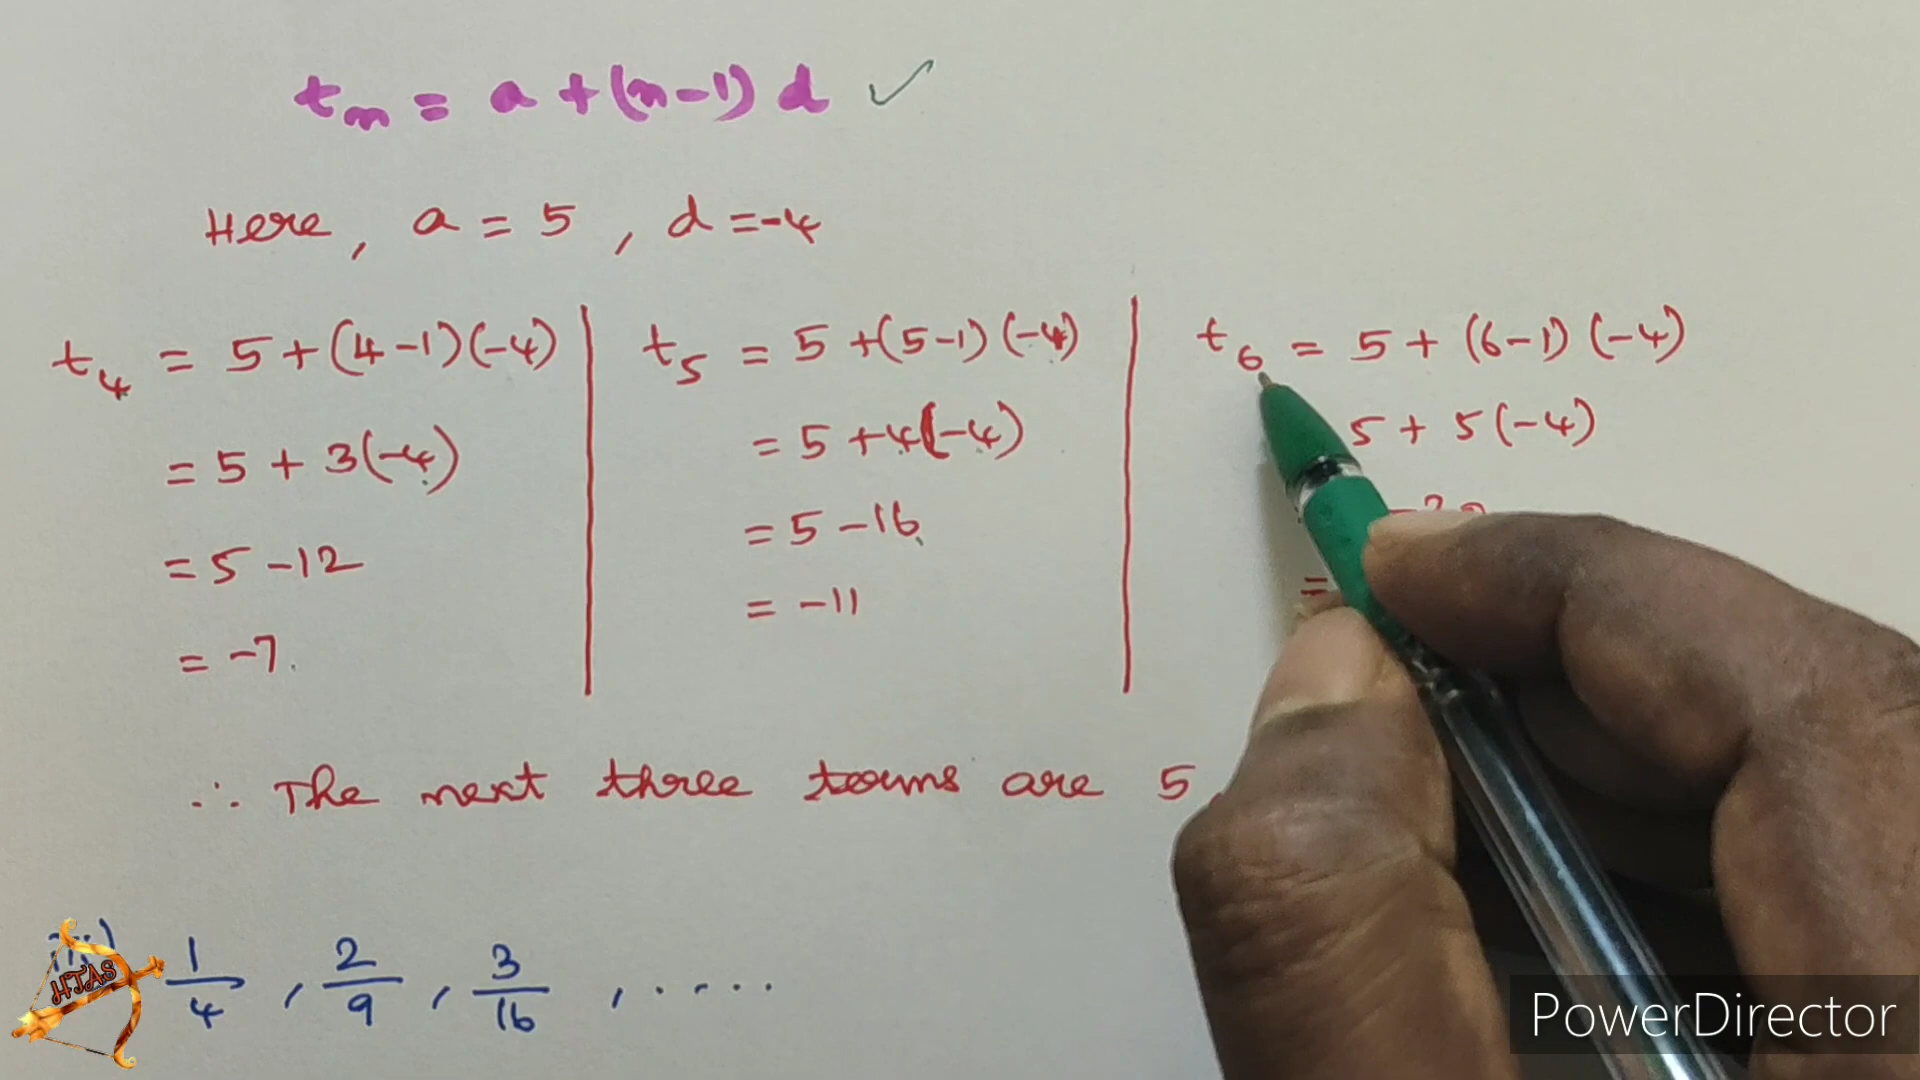 tn = a + (n-1) d ✓
Here, a = 5 , d = -4
t4 = 5 + (4-1)(-4)
= 5 + 3(-4)
= 5 - 12
= -7.
t5 = 5 + (5-1)(-4)
= 5 + 4(-4)
= 5 - 16
= -11
t6 = 5 + (6-1)(-4)
5 + 5(-4)
=
∴ The next three terms are 5
1/4 , 2/9 , 3/16 , .....
HTAS
PowerDirector